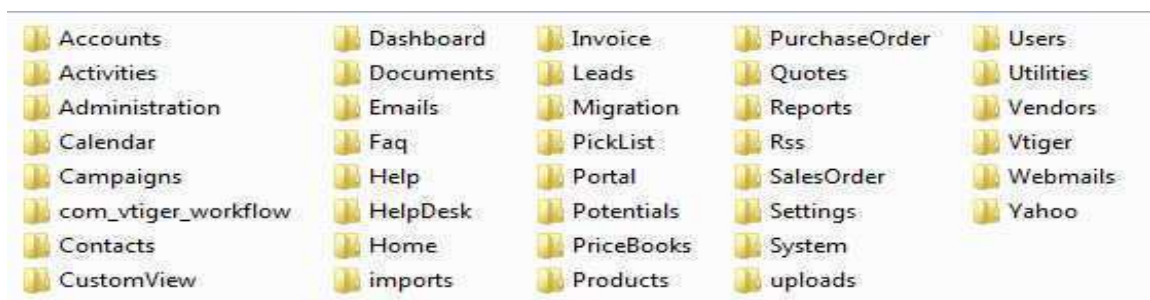 Accounts
Activities
Administration
Calendar
Campaigns
com_vtiger_workflow
Contacts
CustomView
Dashboard
Documents
Emails
Faq
Help
HelpDesk
Home
imports
Invoice
Leads
Migration
PickList
Portal
Potentials
PriceBooks
Products
PurchaseOrder
Quotes
Reports
Rss
SalesOrder
Settings
System
uploads
Users
Utilities
Vendors
Vtiger
Webmails
Yahoo